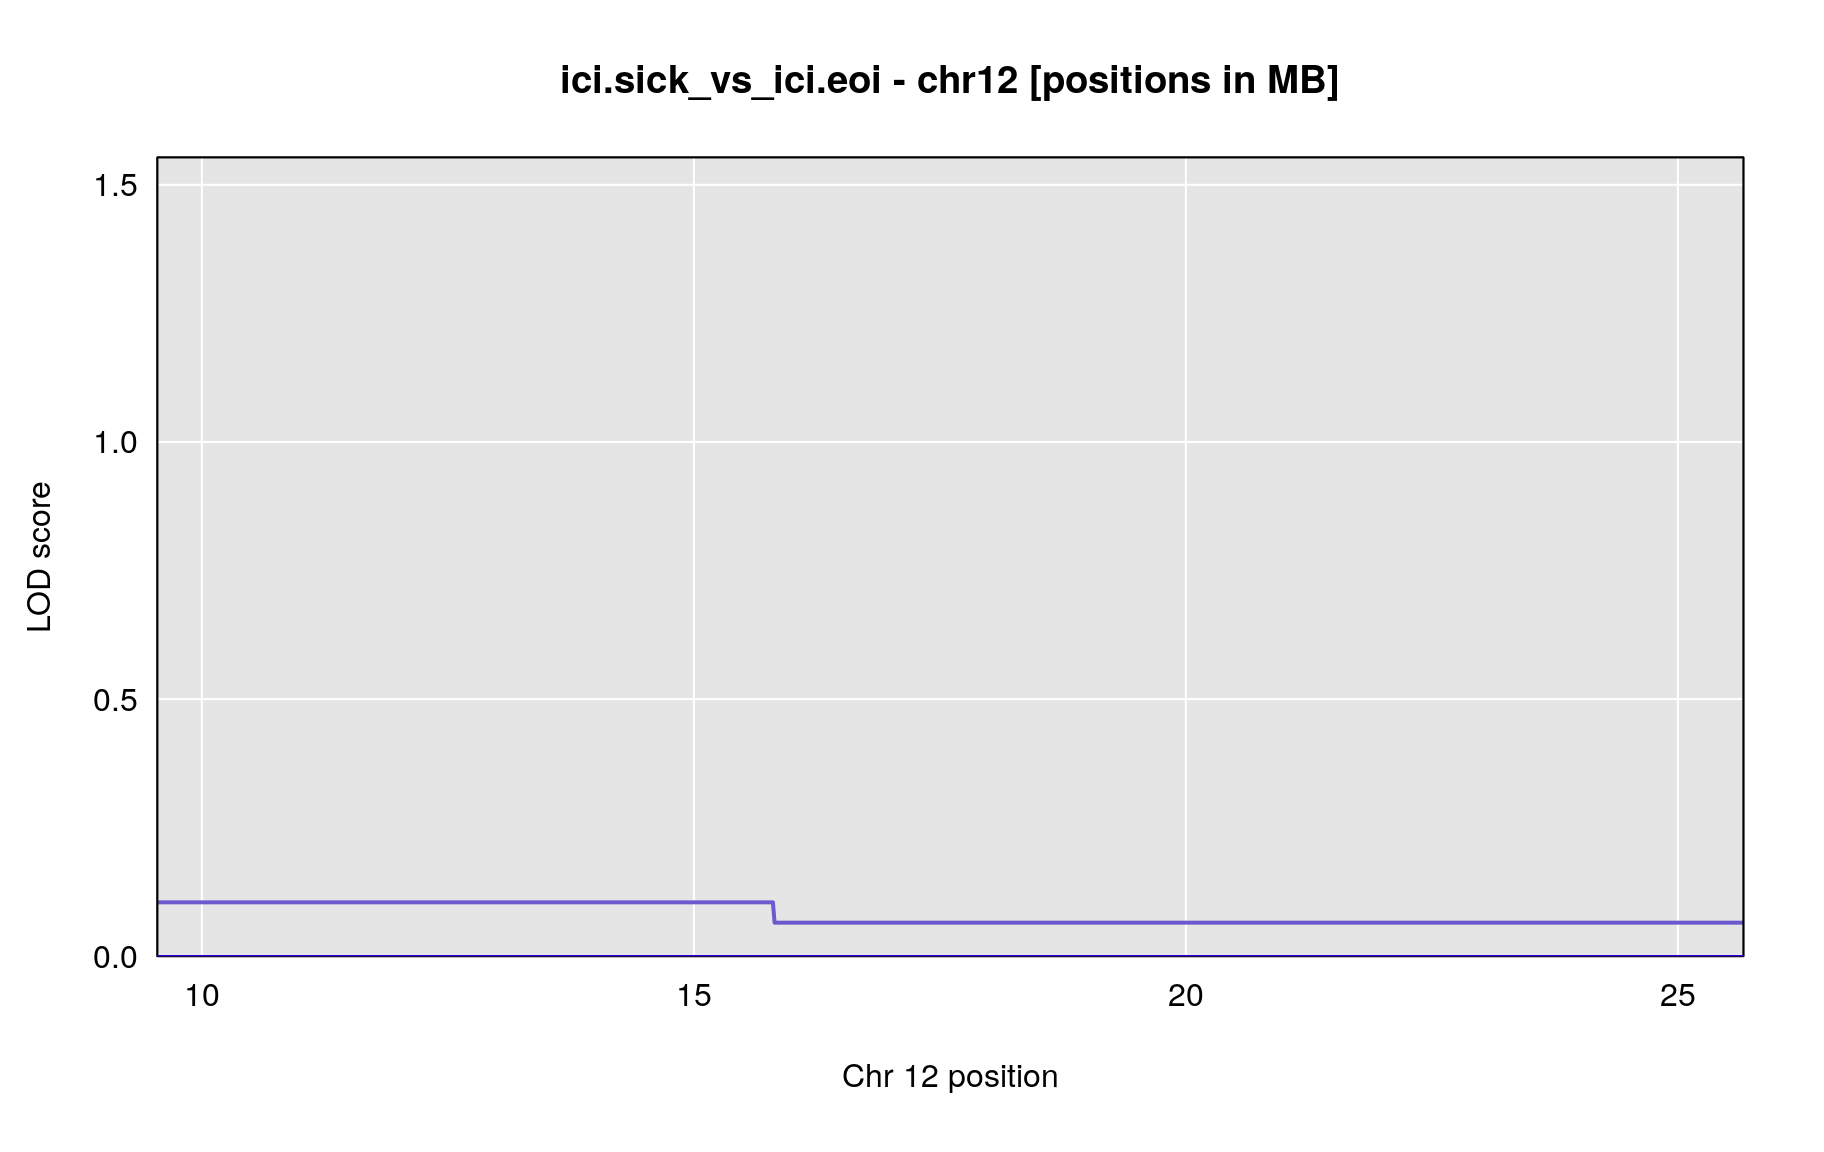 ici.sick_vs_ici.eoi - chr12 [positions in MB]
1.5
1.0
0.5
0.0
LOD score
10 15 20 25
Chr 12 position